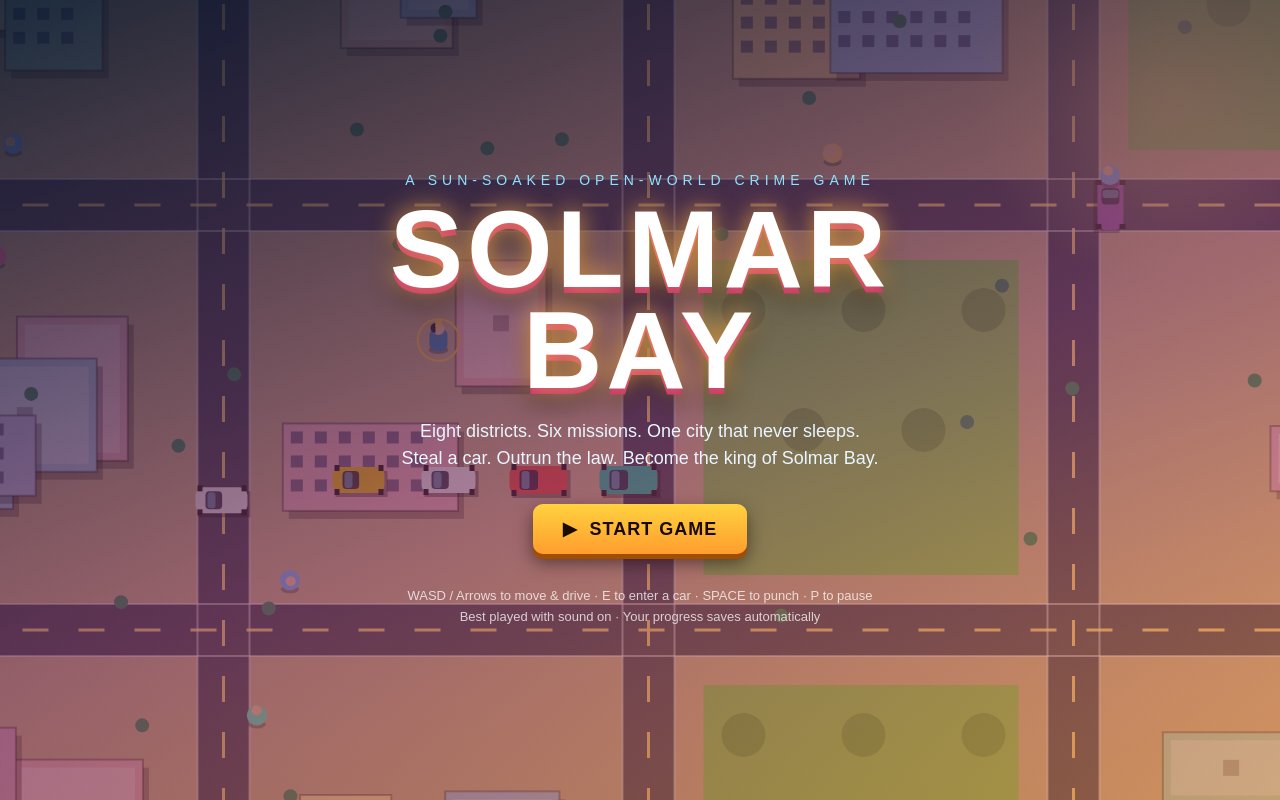 A SUN-SOAKED OPEN-WORLD CRIME GAME
SOLMAR
BAY
Eight districts. Six missions. One city that never sleeps.
Steal a car. Outrun the law. Become the king of Solmar Bay.
▶ START GAME
WASD / Arrows to move & drive · E to enter a car · SPACE to punch · P to pause
Best played with sound on · Your progress saves automatically